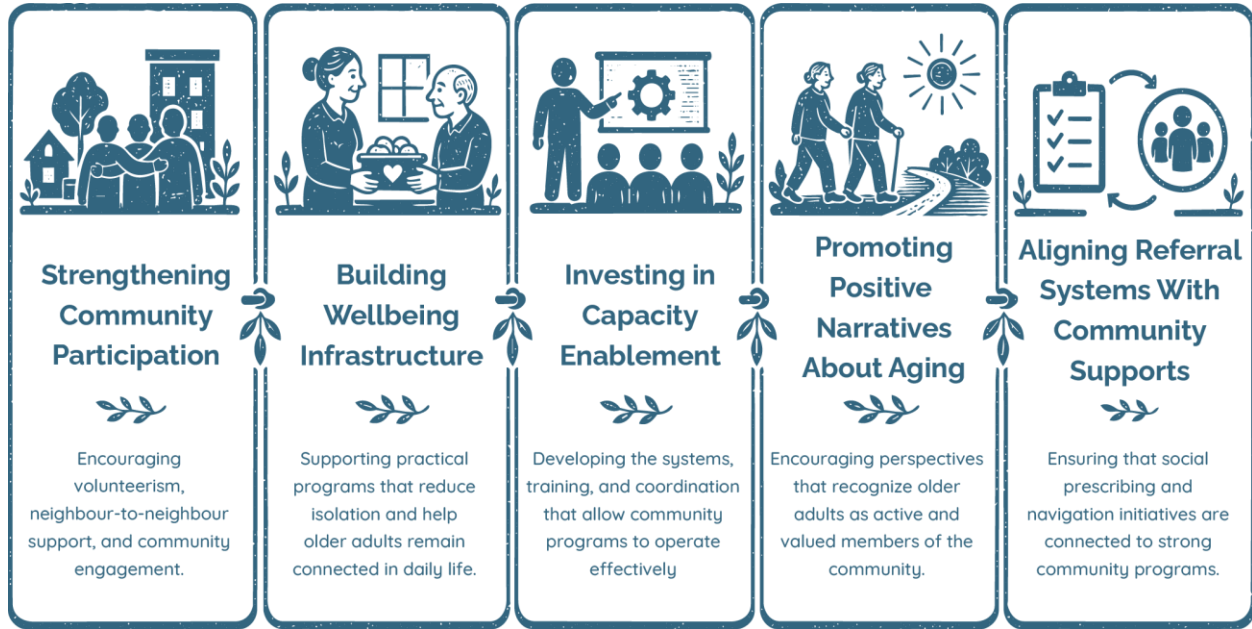 Strengthening
Community
Participation
Encouraging
volunteerism,
neighbour-to-neighbour
support, and community
engagement.
Building
Wellbeing
Infrastructure
Supporting practical
programs that reduce
isolation and help
older adults remain
connected in daily life.
Investing in
Capacity
Enablement
Developing the systems,
training, and coordination
that allow community
programs to operate
effectively
Promoting
Positive
Narratives
About Aging
Encouraging perspectives
that recognize older
adults as active and
valued members of the
community.
Aligning Referral
Systems With
Community
Supports
Ensuring that social
prescribing and
navigation initiatives are
connected to strong
community programs.